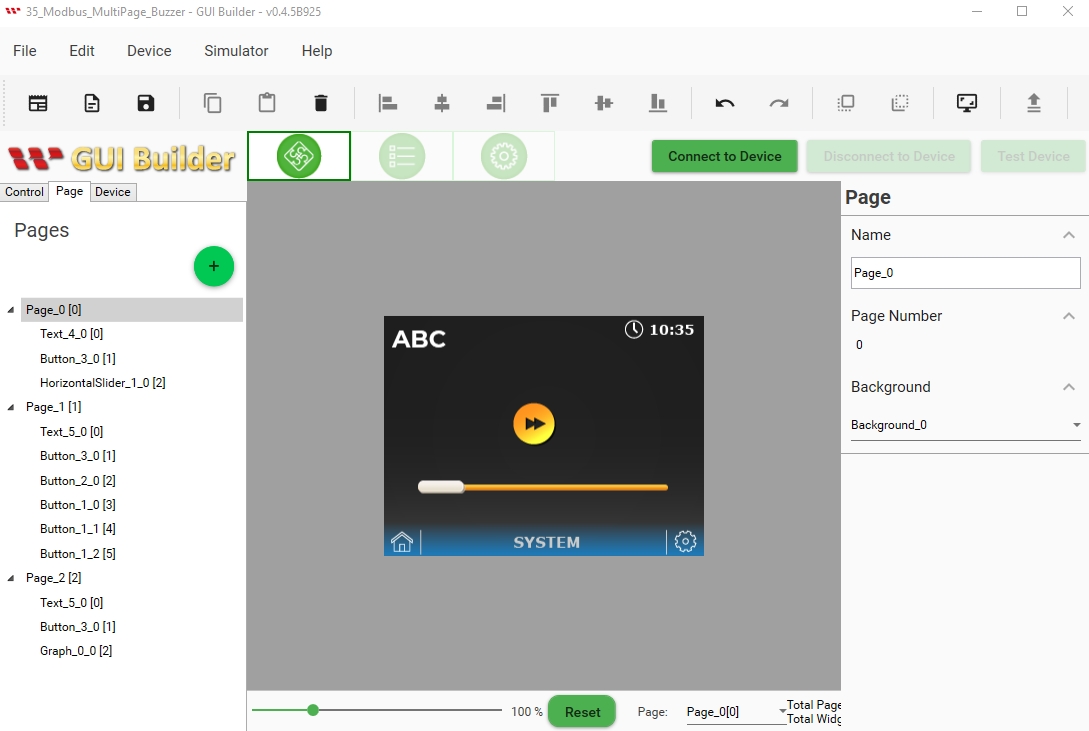 35_Modbus_MultiPage_Buzzer - GUI Builder - v0.4.5B925
File Edit Device Simulator Help
GUI Builder
Connect to Device Disconnect to Device Test Device
Control Page Device
Pages
+
Page_0 [0]
Text_4_0 [0]
Button_3_0 [1]
HorizontalSlider_1_0 [2]
Page_1 [1]
Text_5_0 [0]
Button_3_0 [1]
Button_2_0 [2]
Button_1_0 [3]
Button_1_1 [4]
Button_1_2 [5]
Page_2 [2]
Text_5_0 [0]
Button_3_0 [1]
Graph_0_0 [2]
ABC
10:35
SYSTEM
100 %
Reset
Page:
Page_0[0]
Total Page
Total Widg
Page
Name
Page_0
Page Number
0
Background
Background_0